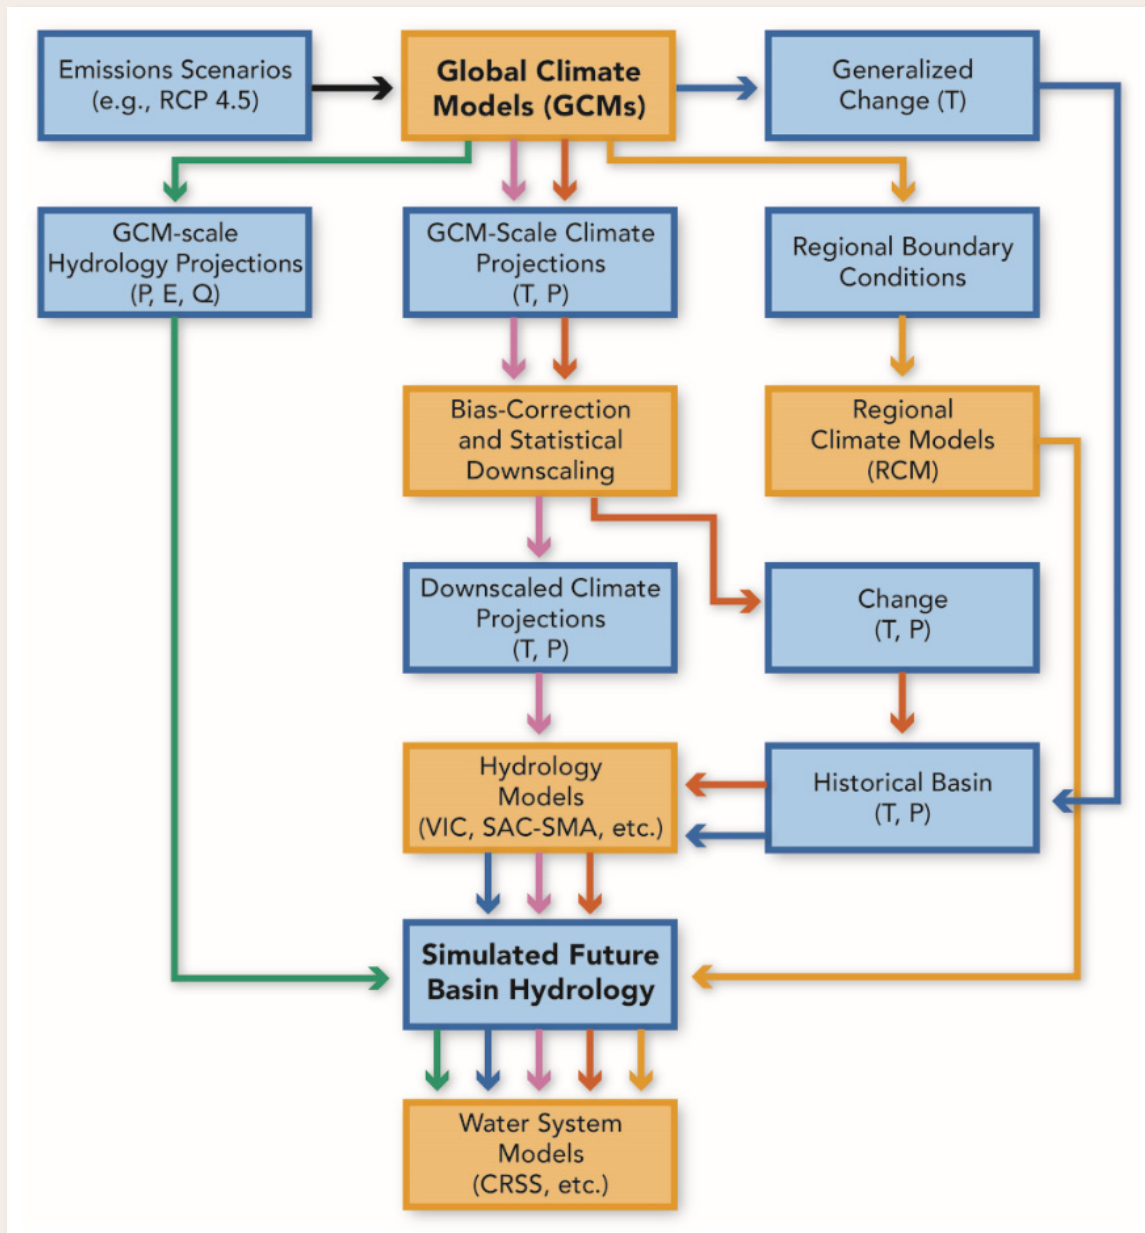 Emissions Scenarios
(e.g., RCP 4.5)
Global Climate
Models (GCMs)
Generalized
Change (T)
GCM-scale
Hydrology Projections
(P, E, Q)
GCM-Scale Climate
Projections
(T, P)
Regional Boundary
Conditions
Bias-Correction
and Statistical
Downscaling
Regional
Climate Models
(RCM)
Downscaled Climate
Projections
(T, P)
Change
(T, P)
Hydrology
Models
(VIC, SAC-SMA, etc.)
Historical Basin
(T, P)
Simulated Future
Basin Hydrology
Water System
Models
(CRSS, etc.)